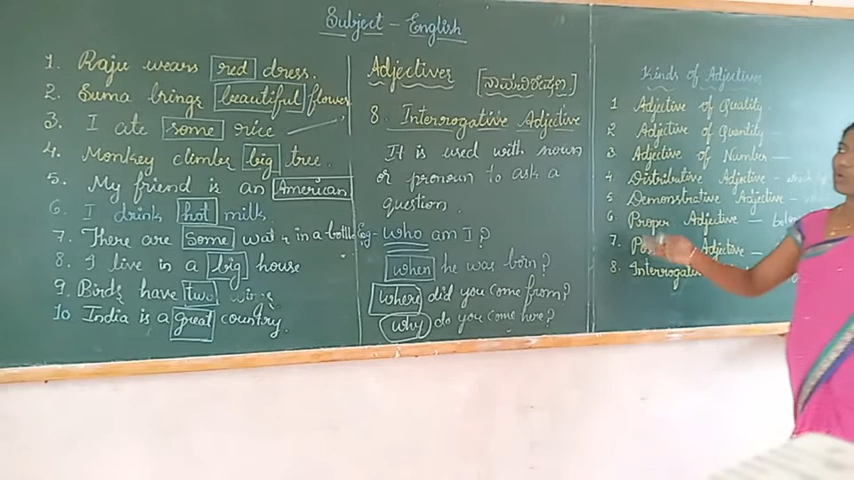 Subject - English
1. Raju wears red dress.
2. Suma brings beautiful flower
3. I ate some rice
4. Monkey climbs big tree.
5. My friend is an American
6. I drink hot milk.
7. There are some in a bottle
8. I live in a big house
9. Birds have two wings
10 India is a great country.
Adjectives [ನಾಮವಿಶೇಷಣ]
8. Interrogative Adjective
It is used with noun
or pronoun to ask a
question.
Eg- who am I?
when he was born?
where did you come from?
why do you come here?
Kinds of Adjectives
1 Adjective of Quality
2 Adjective of Quantity
3 Adjective of Number -
4 Distributive Adjective -
5 Demonstrative Adjective -
6. Proper Adjective -
7. Adjective -
8. Interrogative